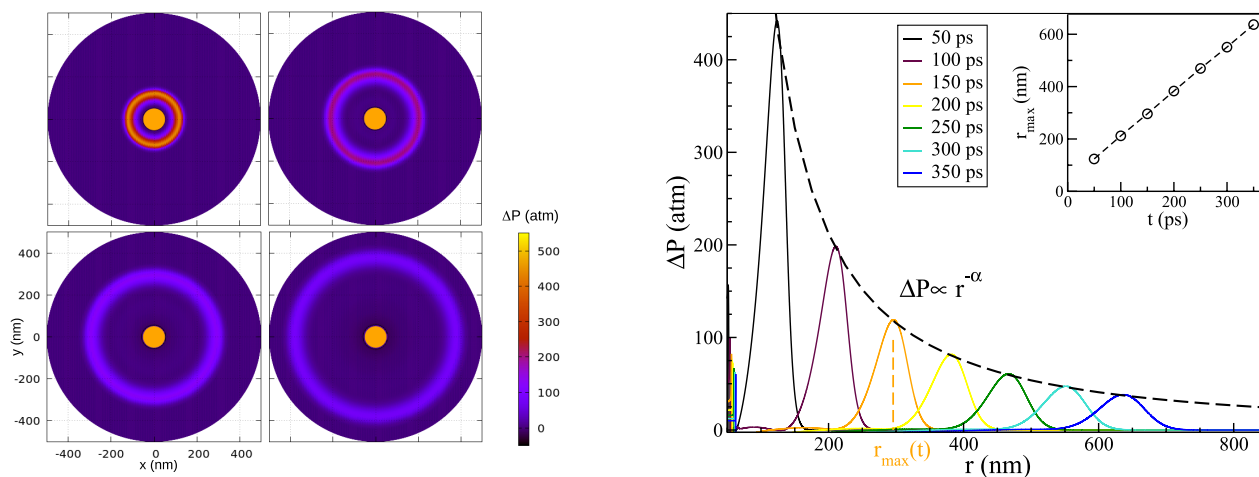 ΔP (atm)
500
400
300
200
100
0
400
200
0
-200
-400
y (nm)
-400 -200 0 200 400
x (nm)
400
300
200
100
0
ΔP (atm)
200 400 600 800
r (nm)
50 ps
100 ps
150 ps
200 ps
250 ps
300 ps
350 ps
ΔP∝ r^-α
r_max(t)
600
400
200
0
r_max (nm)
0 100 200 300
t (ps)